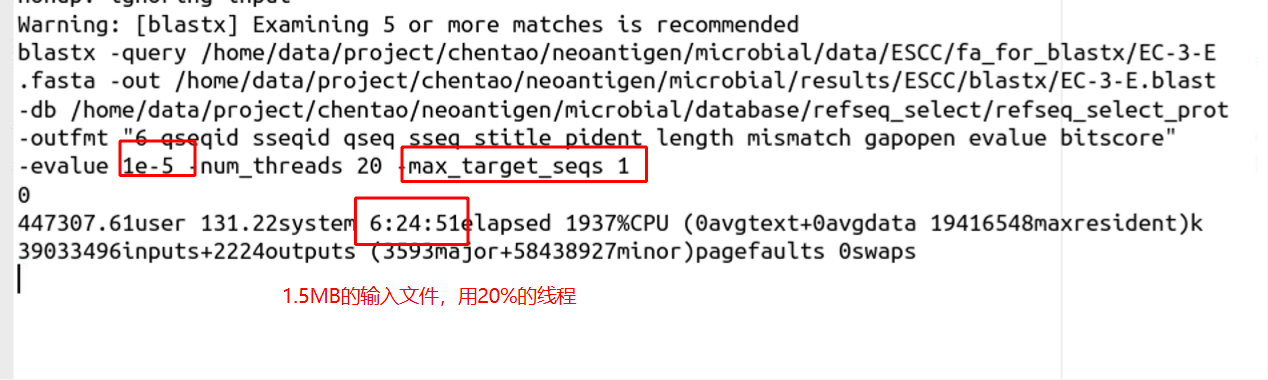 nohup: ignoring input
Warning: [blastx] Examining 5 or more matches is recommended
blastx -query /home/data/project/chentao/neoantigen/microbial/data/ESCC/fa_for_blastx/EC-3-E
.fasta -out /home/data/project/chentao/neoantigen/microbial/results/ESCC/blastx/EC-3-E.blast
-db /home/data/project/chentao/neoantigen/microbial/database/refseq_select/refseq_select_prot
-outfmt "6 qseqid sseqid qseq sseq stitle pident length mismatch gapopen evalue bitscore"
-evalue 1e-5 -num_threads 20 -max_target_seqs 1
0
447307.61user 131.22system 6:24:51elapsed 1937%CPU (0avgtext+0avgdata 19416548maxresident)k
39033496inputs+2224outputs (3593major+58438927minor)pagefaults 0swaps
1.5MB的输入文件，用20%的线程